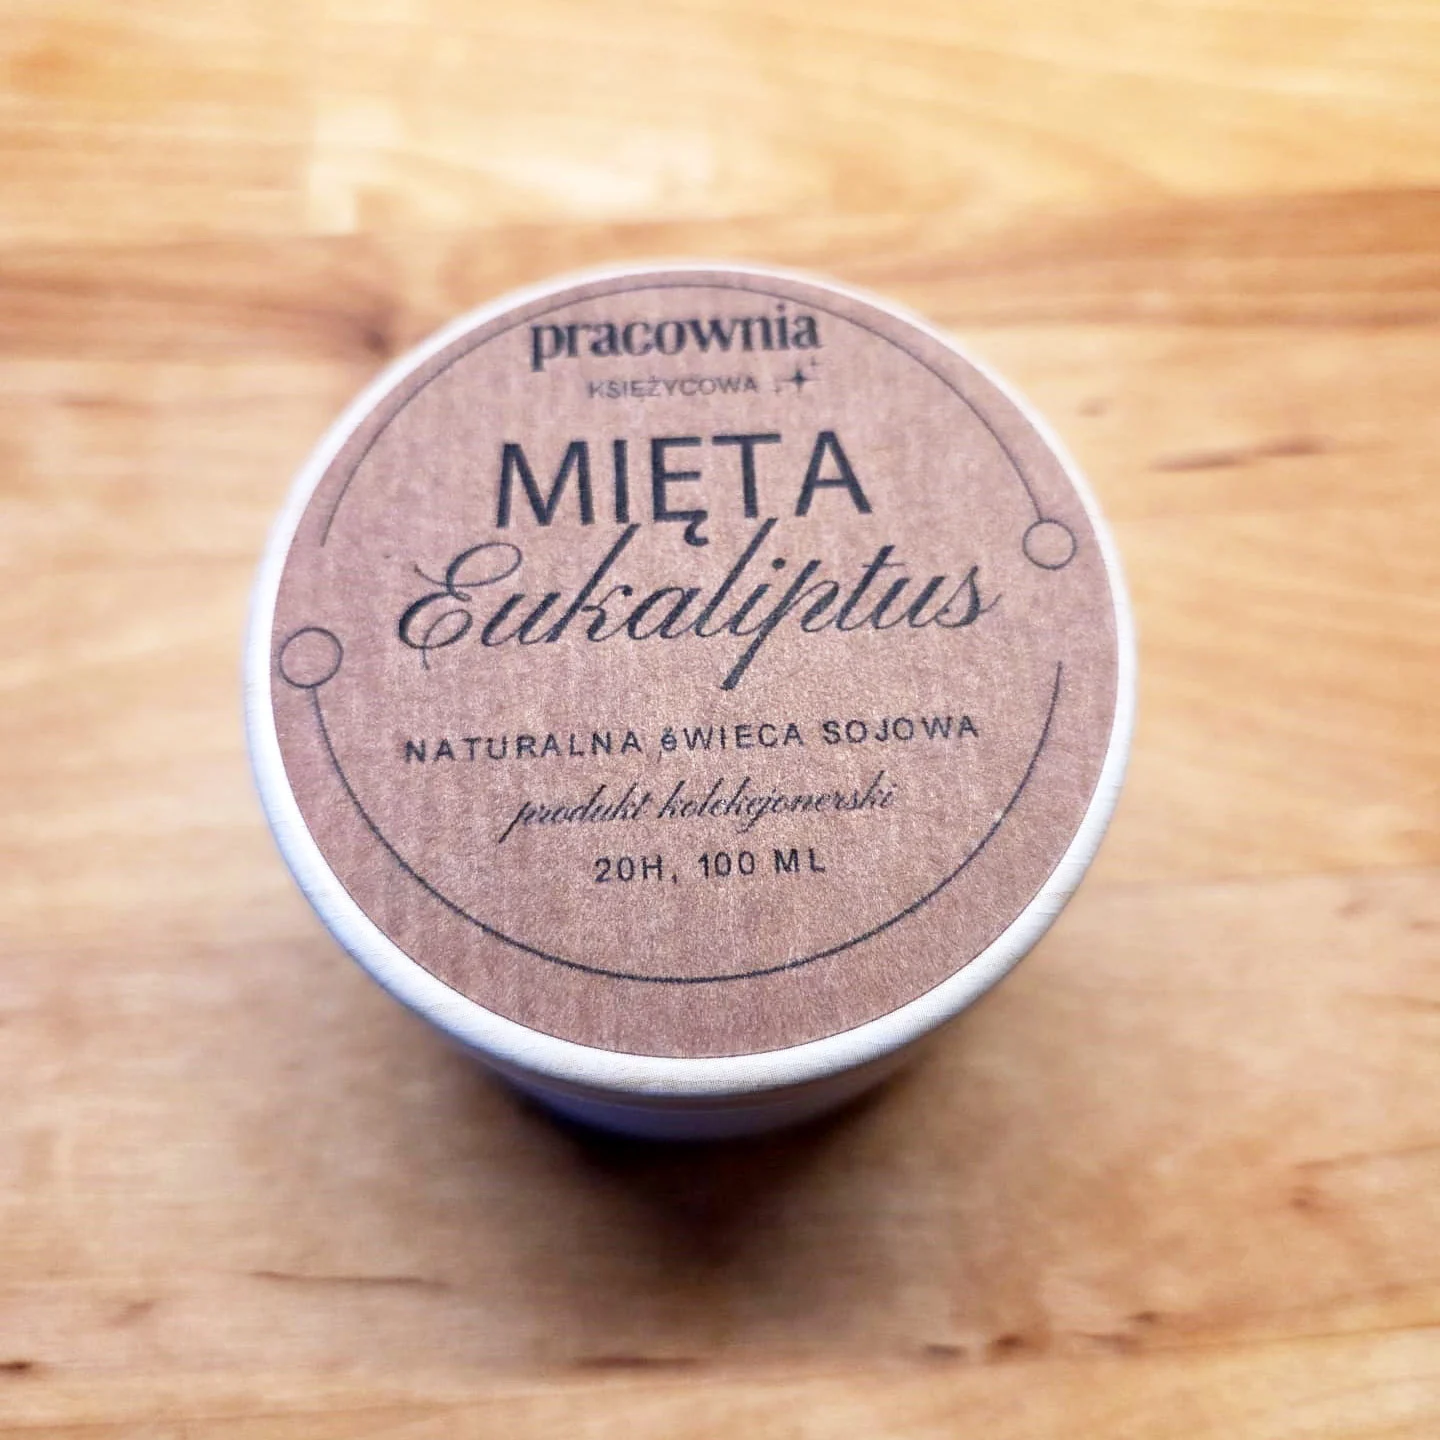 pracownia
KSIĘŻYCOWA
MIĘTA
Eukaliptus
NATURALNA śWIECA SOJOWA
produkt kolekcjonerski
20H, 100 ML